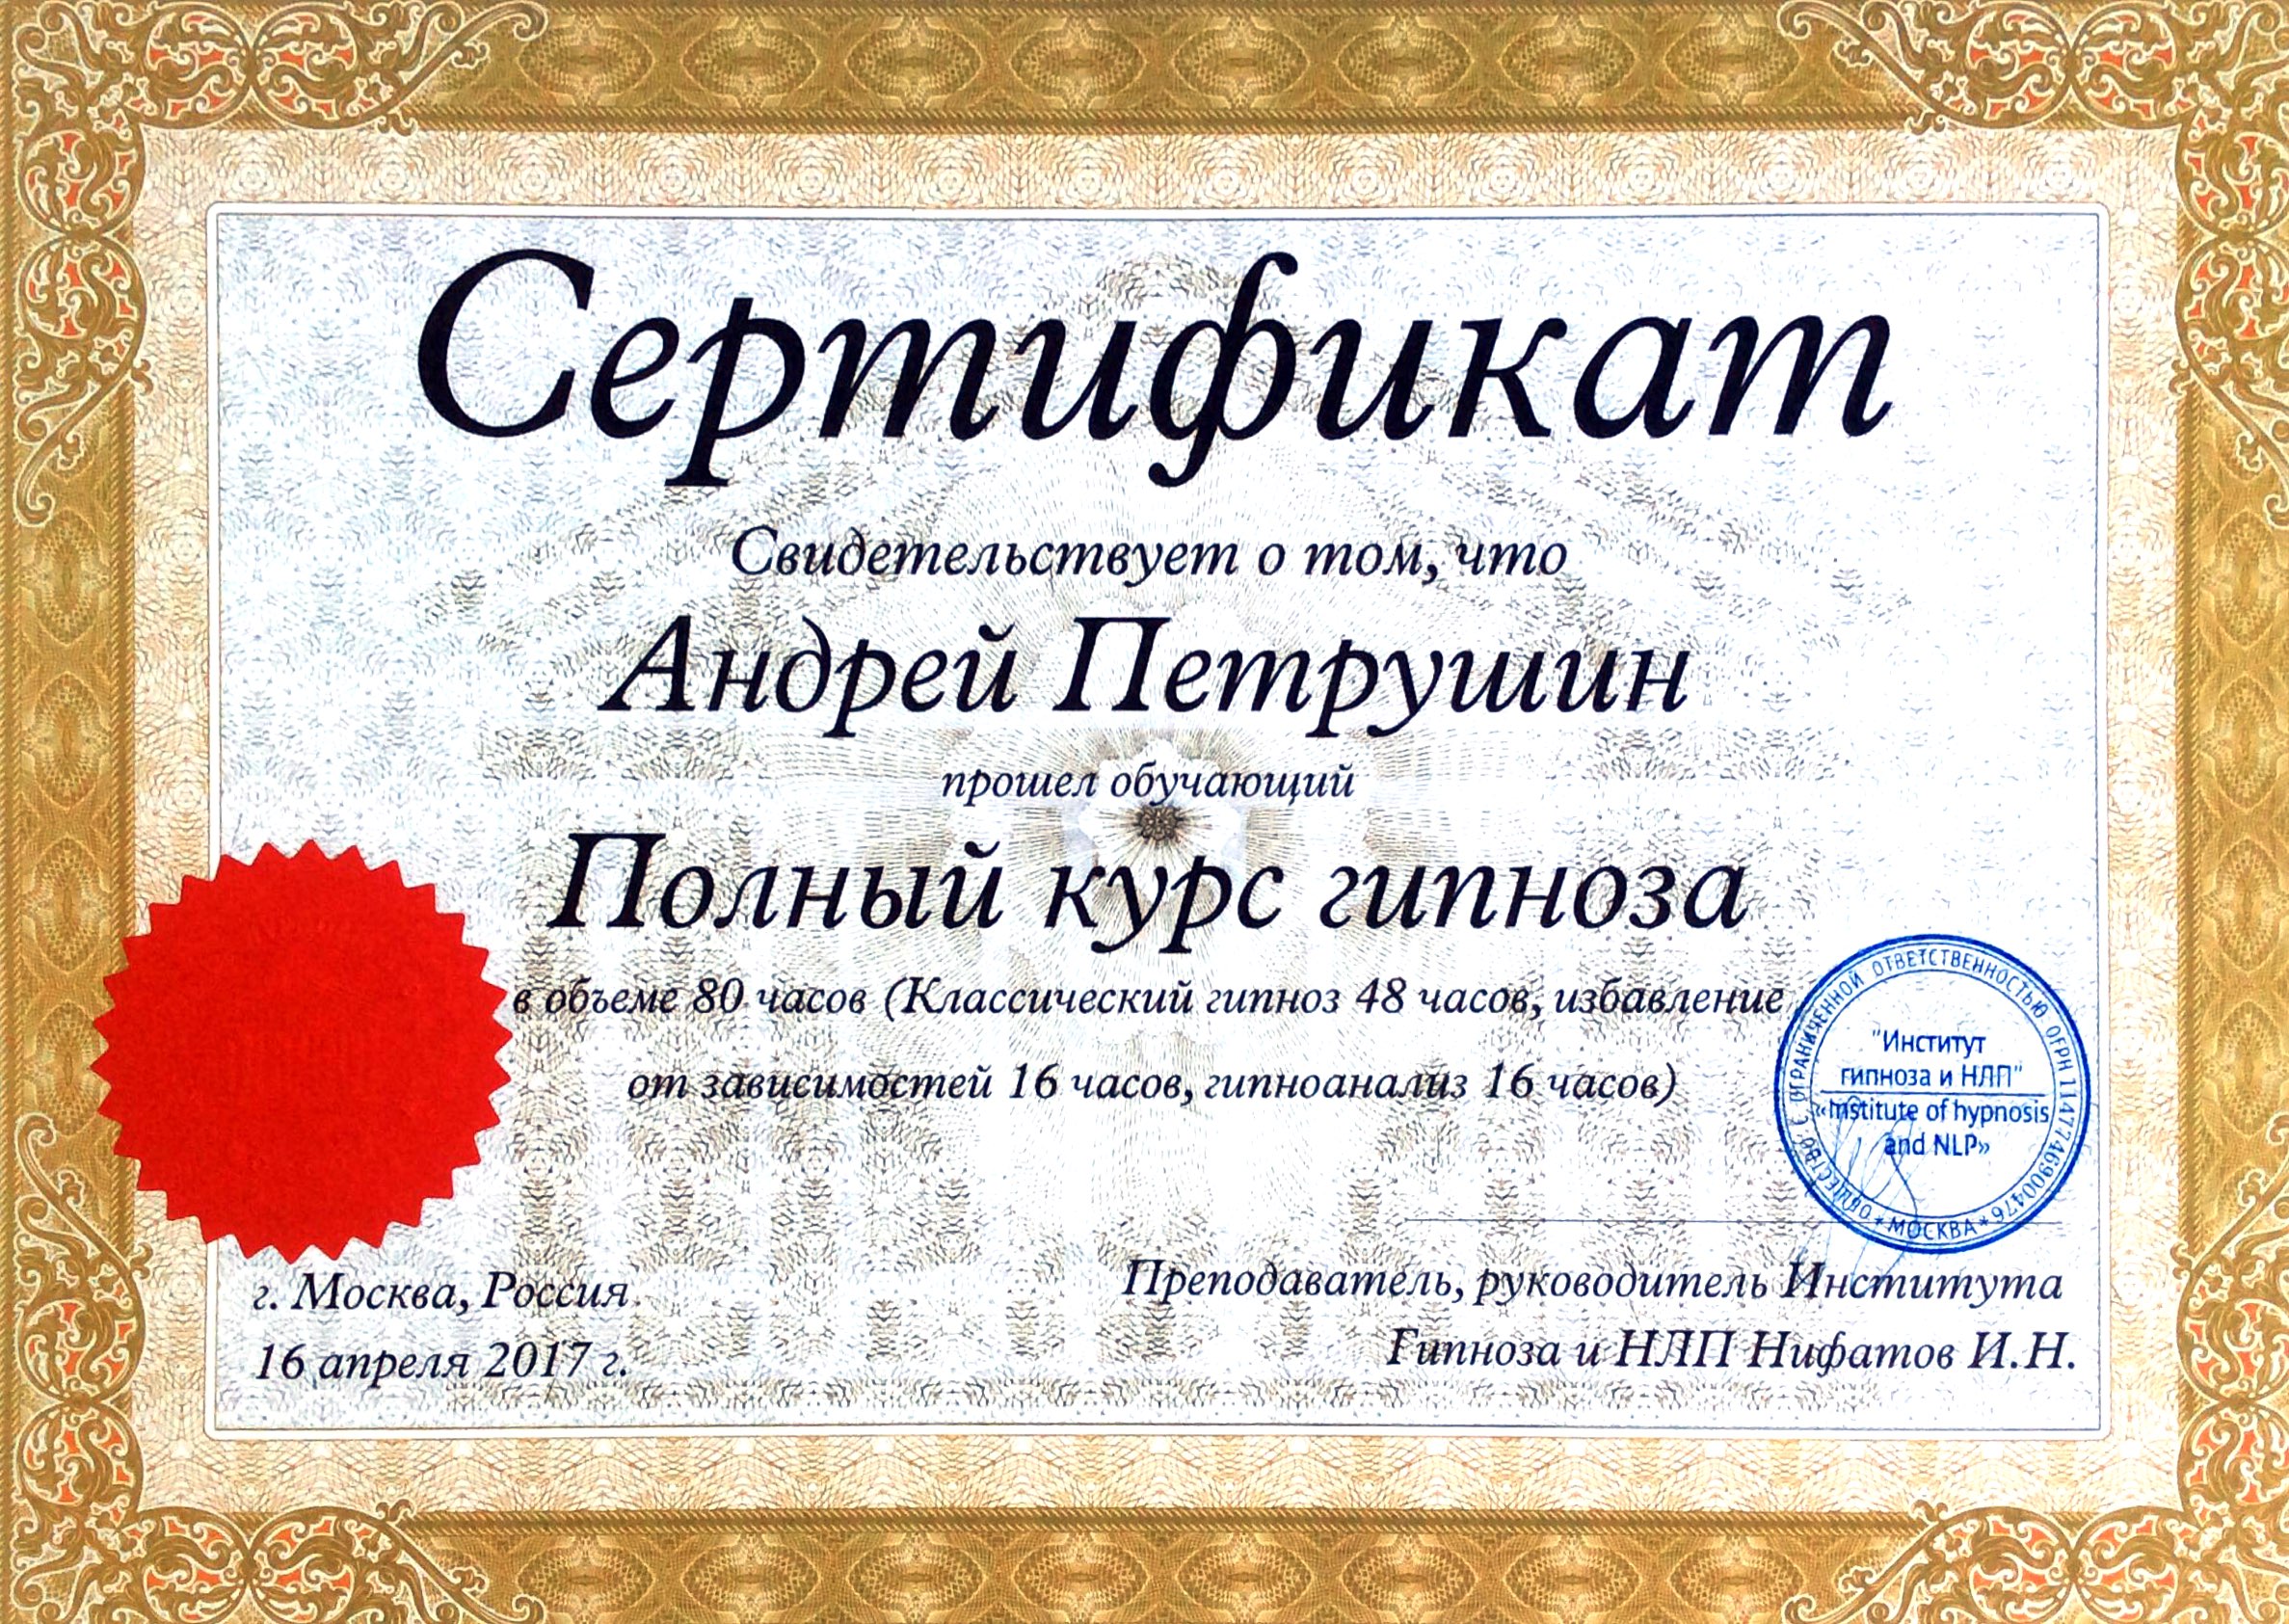 Сертификат
Свидетельствует о том, что
Андрей Петрушин
прошел обучающий
Полный курс гипноза
в объеме 80 часов (Классический гипноз 48 часов, избавление
от зависимостей 16 часов, гипноанализ 16 часов)
ОБЩЕСТВО С ОГРАНИЧЕННОЙ ОТВЕТСТВЕННОСТЬЮ ОГРН 1147746900476
* МОСКВА *
"Институт
гипноза и НЛП"
«Institute of hypnosis
and NLP»
г. Москва, Россия
16 апреля 2017 г.
Преподаватель, руководитель Института
Гипноза и НЛП Нифатов И.Н.